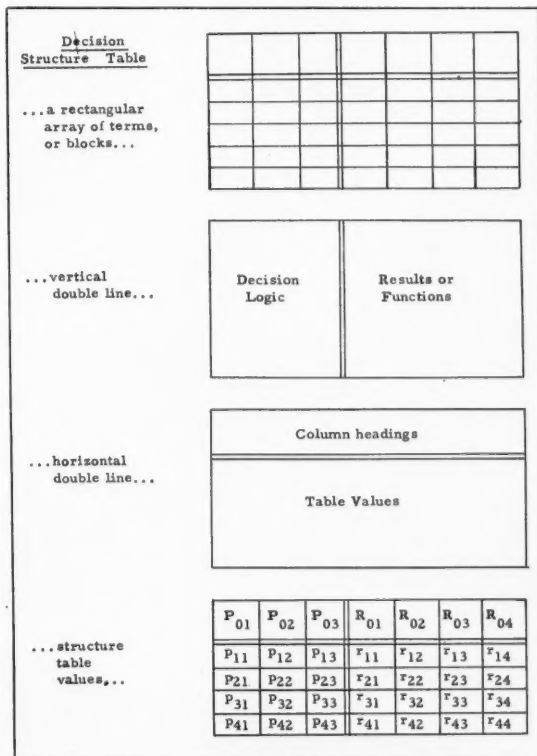 Decision
Structure Table
...a rectangular
array of terms,
or blocks...
...vertical
double line...
Decision
Logic
Results or
Functions
...horizontal
double line...
Column headings
Table Values
...structure
table
values,..
P01 P02 P03 R01 R02 R03 R04
P11 P12 P13 r11 r12 r13 r14
P21 P22 P23 r21 r22 r23 r24
P31 P32 P33 r31 r32 r33 r34
P41 P42 P43 r41 r42 r43 r44